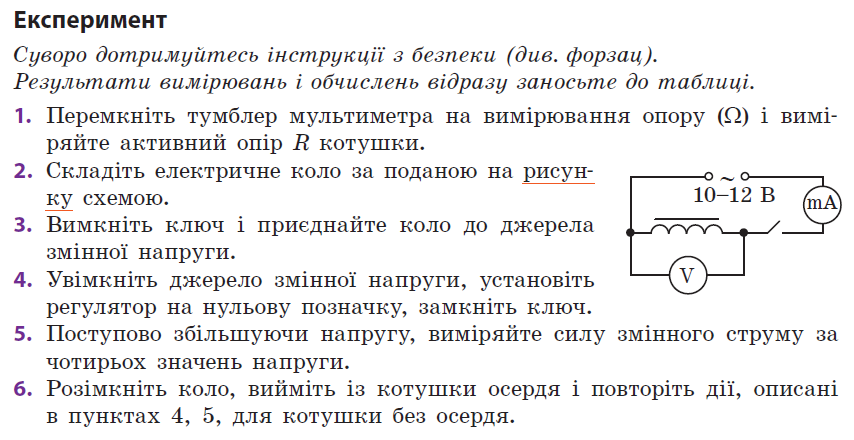 Експеримент
Суворо дотримуйтесь інструкції з безпеки (див. форзац).
Результати вимірювань і обчислень відразу заносьте до таблиці.
1. Перемкніть тумблер мультиметра на вимірювання опору (Ω) і вимі-
ряйте активний опір R котушки.
2. Складіть електричне коло за поданою на рисун-
ку схемою.
3. Вимкніть ключ і приєднайте коло до джерела
змінної напруги.
4. Увімкніть джерело змінної напруги, установіть
регулятор на нульову позначку, замкніть ключ.
~
10–12 В
mA
V
5. Поступово збільшуючи напругу, виміряйте силу змінного струму за
чотирьох значень напруги.
6. Розімкніть коло, вийміть із котушки осердя і повторіть дії, описані
в пунктах 4, 5, для котушки без осердя.